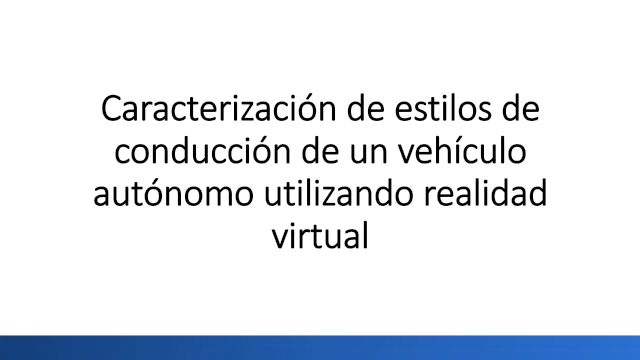 Caracterización de estilos de
conducción de un vehículo
autónomo utilizando realidad
virtual